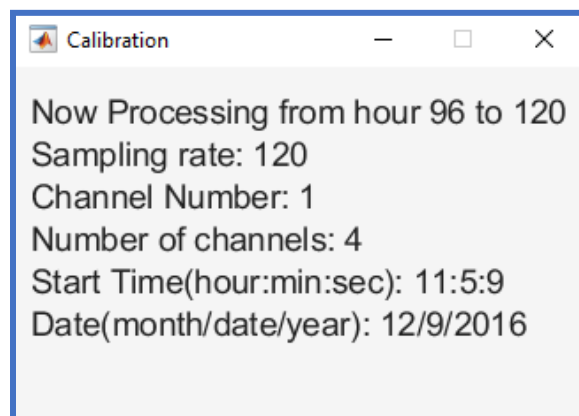 Calibration
Now Processing from hour 96 to 120
Sampling rate: 120
Channel Number: 1
Number of channels: 4
Start Time(hour:min:sec): 11:5:9
Date(month/date/year): 12/9/2016